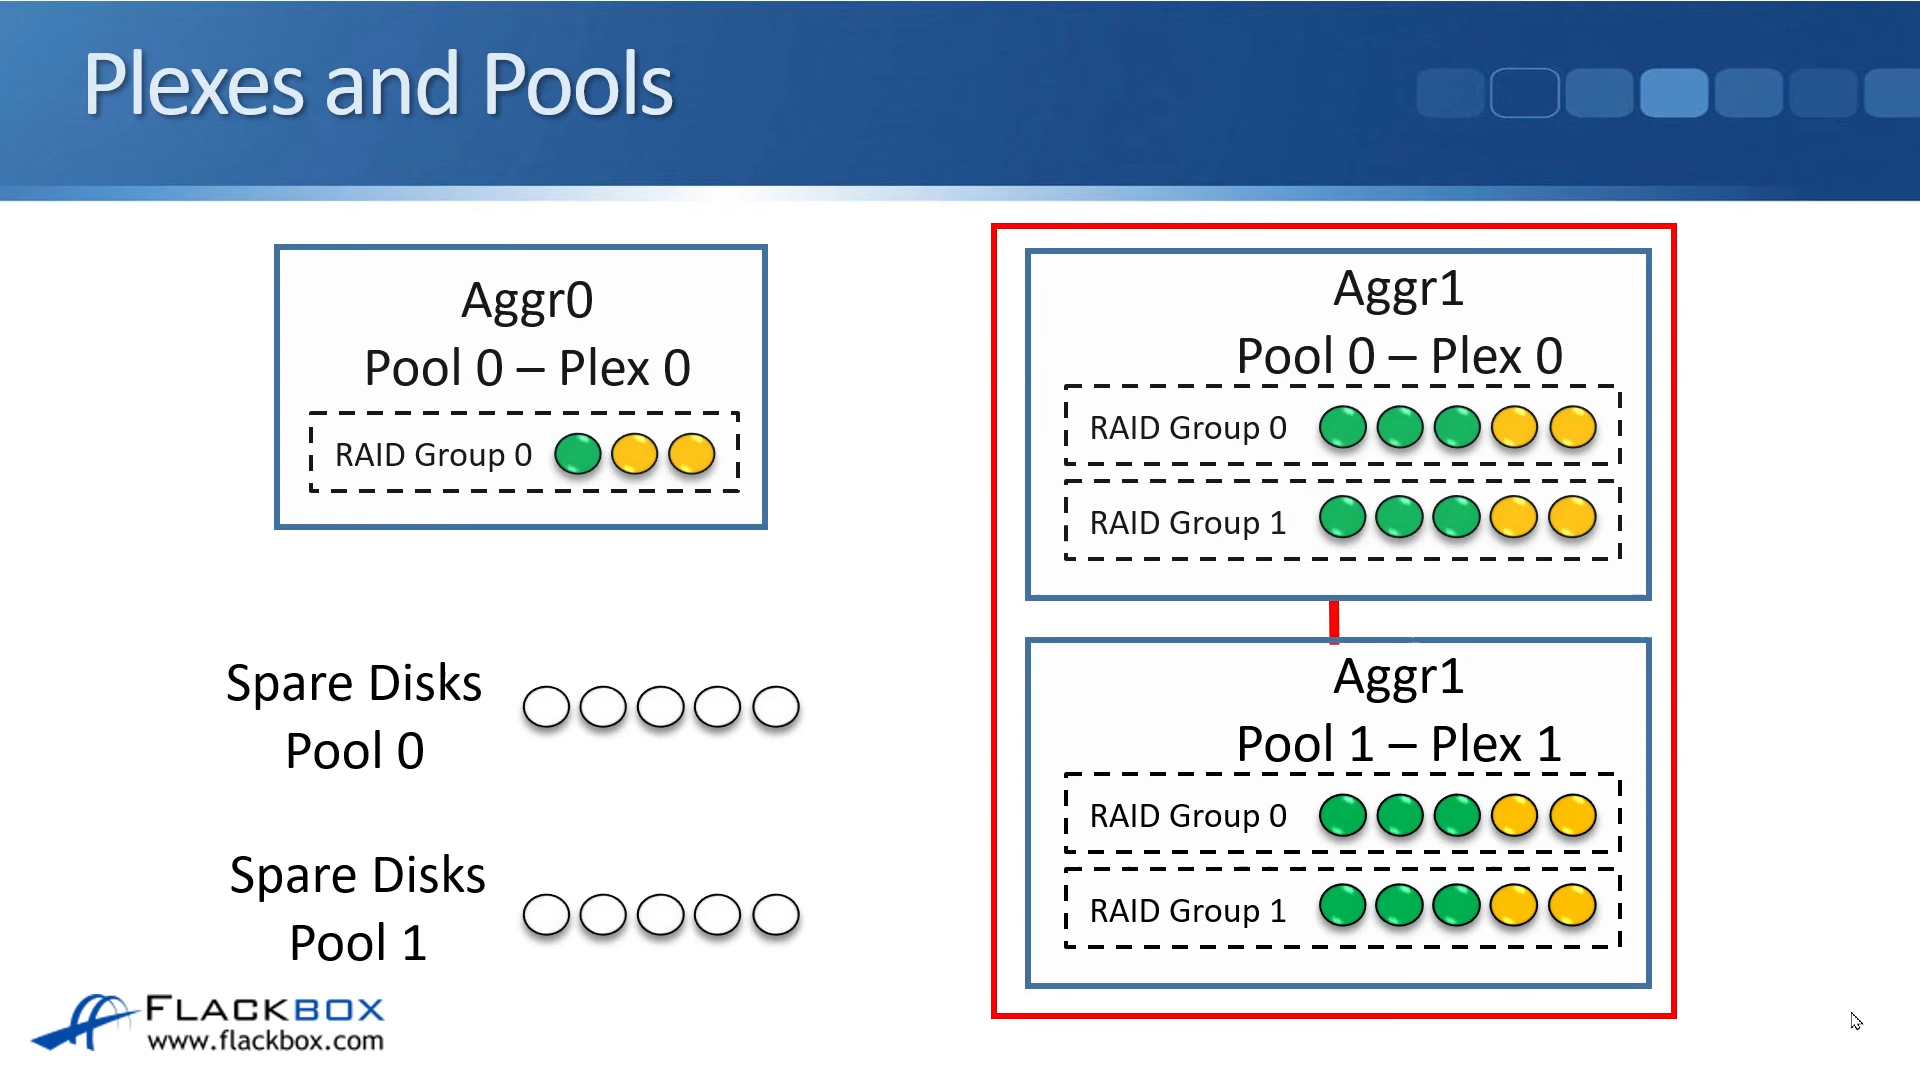 Plexes and Pools
Aggr0
Pool 0 – Plex 0
RAID Group 0
Spare Disks
Pool 0
Spare Disks
Pool 1
Aggr1
Pool 0 – Plex 0
RAID Group 0
RAID Group 1
Aggr1
Pool 1 – Plex 1
RAID Group 0
RAID Group 1
FLACKBOX
www.flackbox.com